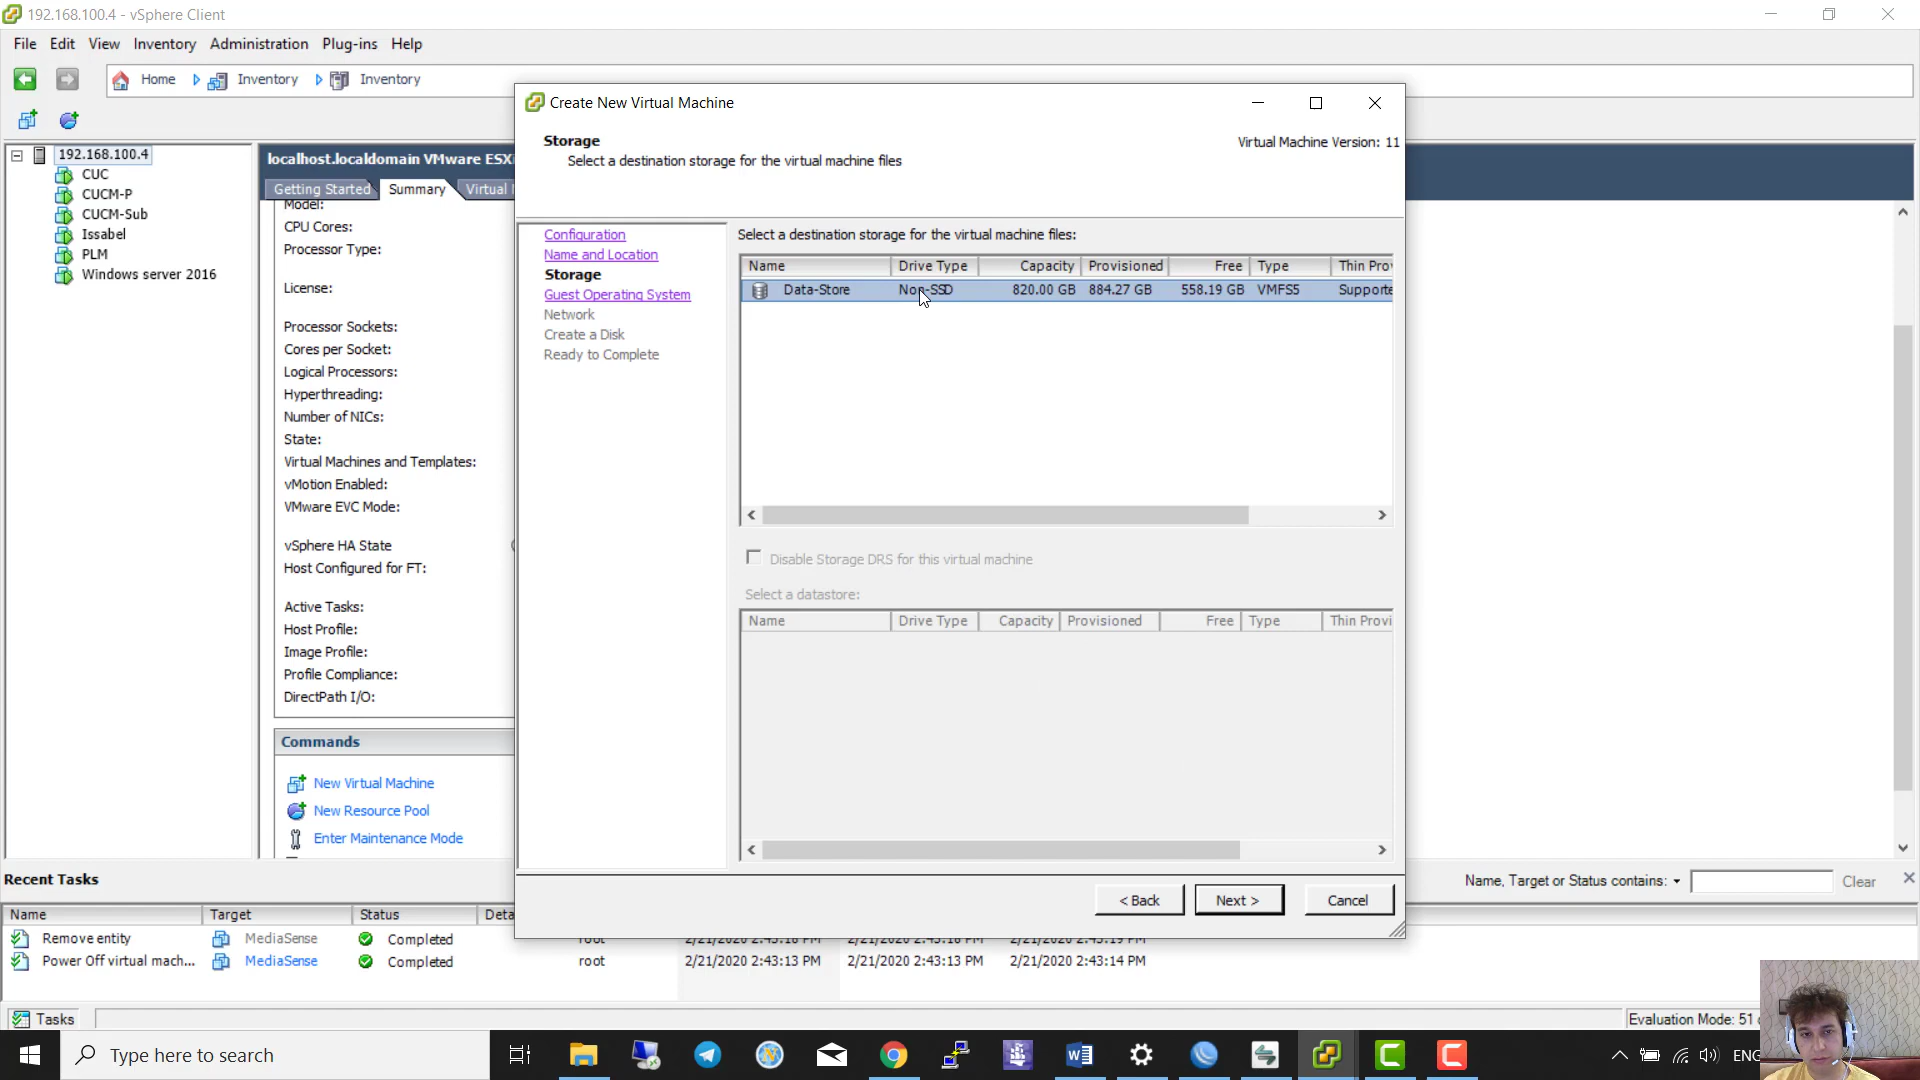 192.168.100.4 - vSphere Client
File Edit View Inventory Administration Plug-ins Help
Home Inventory Inventory
192.168.100.4
CUC
CUCM-P
CUCM-Sub
Issabel
PLM
Windows server 2016
localhost.localdomain VMware ESXi
Getting Started Summary Virtual
Model:
CPU Cores:
Processor Type:
License:
Processor Sockets:
Cores per Socket:
Logical Processors:
Hyperthreading:
Number of NICs:
State:
Virtual Machines and Templates:
vMotion Enabled:
VMware EVC Mode:
vSphere HA State
Host Configured for FT:
Active Tasks:
Host Profile:
Image Profile:
Profile Compliance:
DirectPath I/O:
Commands
New Virtual Machine
New Resource Pool
Enter Maintenance Mode
Create New Virtual Machine
Storage
Select a destination storage for the virtual machine files
Virtual Machine Version: 11
Configuration
Name and Location
Storage
Guest Operating System
Network
Create a Disk
Ready to Complete
Select a destination storage for the virtual machine files:
Name Drive Type Capacity Provisioned Free Type Thin Prov
Data-Store Non-SSD 820.00 GB 884.27 GB 558.19 GB VMFS5 Supporte
Disable Storage DRS for this virtual machine
Select a datastore:
Name Drive Type Capacity Provisioned Free Type Thin Provi
< Back Next > Cancel
Recent Tasks
Name, Target or Status contains: Clear
Name Target Status Deta
Remove entity MediaSense Completed root 2/21/2020 2:43:18 PM 2/21/2020 2:43:18 PM 2/21/2020 2:43:19 PM
Power Off virtual mach... MediaSense Completed root 2/21/2020 2:43:13 PM 2/21/2020 2:43:13 PM 2/21/2020 2:43:14 PM
Tasks
Evaluation Mode: 51
Type here to search
ENG